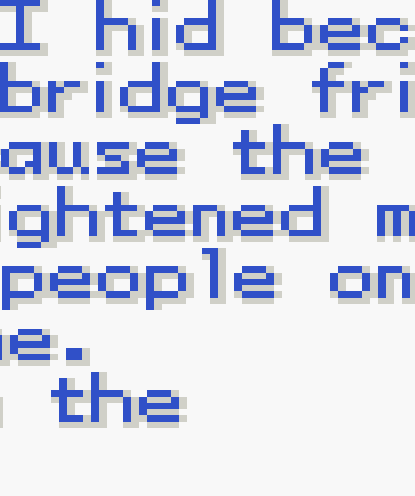 I hid bec
bridge fri
ause the
ghtened m
people on
e.
the